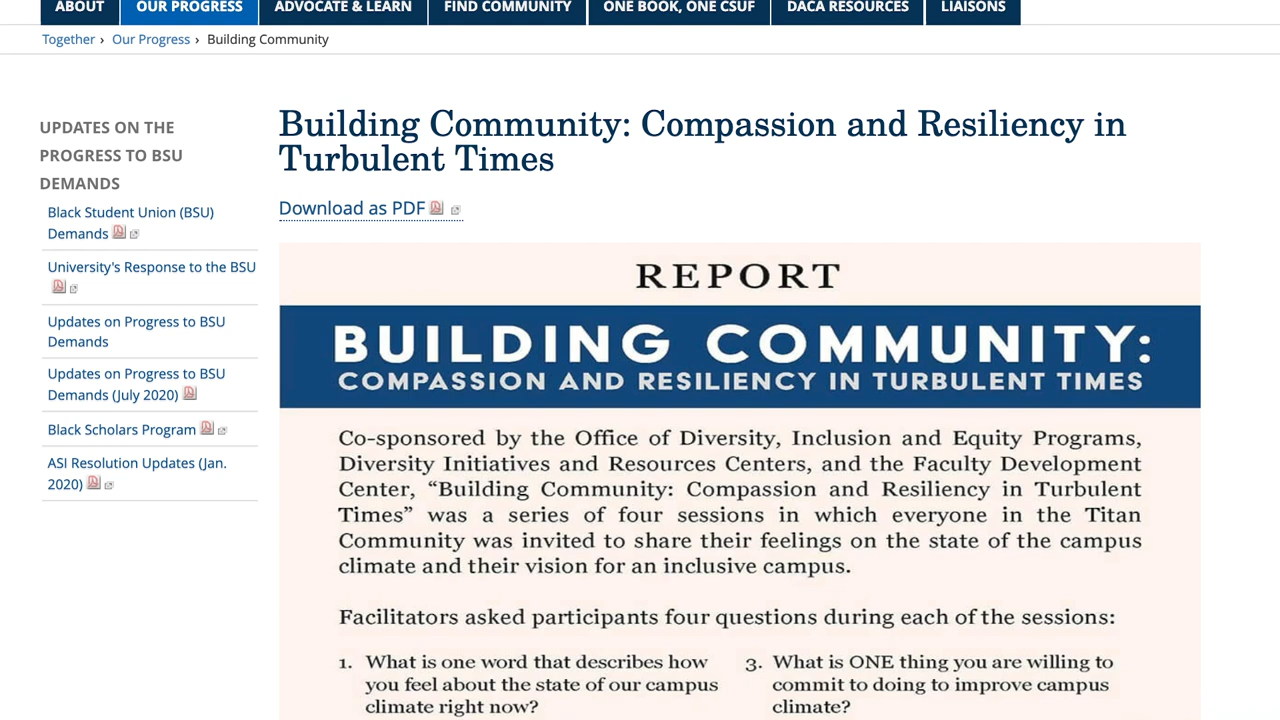 ABOUT
OUR PROGRESS
ADVOCATE & LEARN
FIND COMMUNITY
ONE BOOK, ONE CSUF
DACA RESOURCES
LIAISONS
Together › Our Progress › Building Community
UPDATES ON THE
PROGRESS TO BSU
DEMANDS
Black Student Union (BSU)
Demands
University's Response to the BSU
Updates on Progress to BSU
Demands
Updates on Progress to BSU
Demands (July 2020)
Black Scholars Program
ASI Resolution Updates (Jan.
2020)
Building Community: Compassion and Resiliency in
Turbulent Times
Download as PDF
REPORT
BUILDING COMMUNITY:
COMPASSION AND RESILIENCY IN TURBULENT TIMES
Co-sponsored by the Office of Diversity, Inclusion and Equity Programs,
Diversity Initiatives and Resources Centers, and the Faculty Development
Center, “Building Community: Compassion and Resiliency in Turbulent
Times” was a series of four sessions in which everyone in the Titan
Community was invited to share their feelings on the state of the campus
climate and their vision for an inclusive campus.
Facilitators asked participants four questions during each of the sessions:
1. What is one word that describes how
you feel about the state of our campus
climate right now?
3. What is ONE thing you are willing to
commit to doing to improve campus
climate?